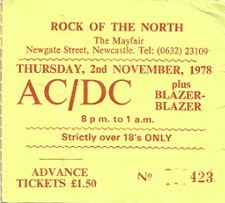 ROCK OF THE NORTH
The Mayfair
Newgate Street, Newcastle. Tel: (0632) 23109
THURSDAY, 2nd NOVEMBER, 1978
AC/DC plus
BLAZER-
BLAZER
8 p m. to 1 a.m.
Strictly over 18's ONLY
ADVANCE
TICKETS £1.50
No 423